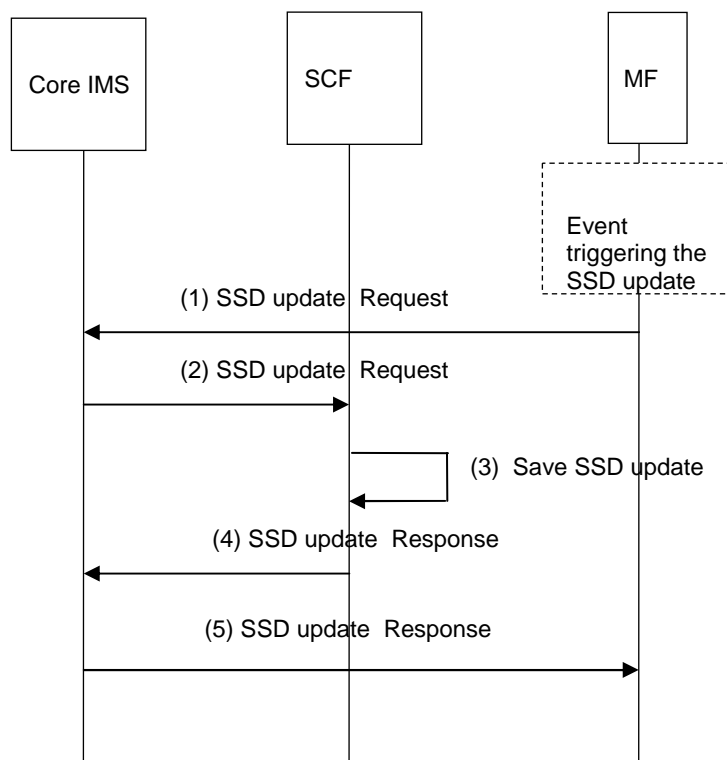 Core IMS
SCF
MF
Event
triggering the
SSD update
(1) SSD update Request
(2) SSD update Request
(3) Save SSD update
(4) SSD update Response
(5) SSD update Response